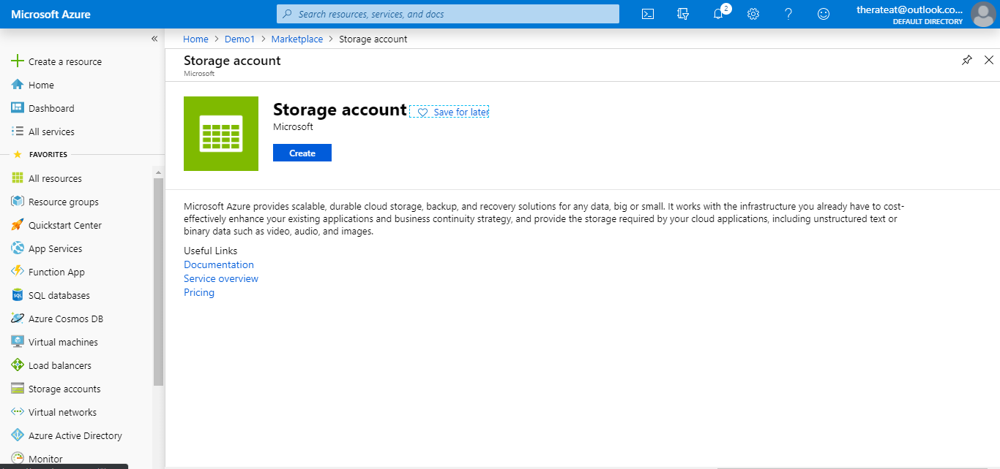 Microsoft Azure
Search resources, services, and docs
2
therateat@outlook.co...
DEFAULT DIRECTORY
«
Home > Demo1 > Marketplace > Storage account
Create a resource
Home
Dashboard
All services
FAVORITES
All resources
Resource groups
Quickstart Center
App Services
Function App
SQL databases
Azure Cosmos DB
Virtual machines
Load balancers
Storage accounts
Virtual networks
Azure Active Directory
Monitor
Storage account
Microsoft
Storage account
Save for later
Microsoft
Create
Microsoft Azure provides scalable, durable cloud storage, backup, and recovery solutions for any data, big or small. It works with the infrastructure you already have to cost-
effectively enhance your existing applications and business continuity strategy, and provide the storage required by your cloud applications, including unstructured text or
binary data such as video, audio, and images.
Useful Links
Documentation
Service overview
Pricing